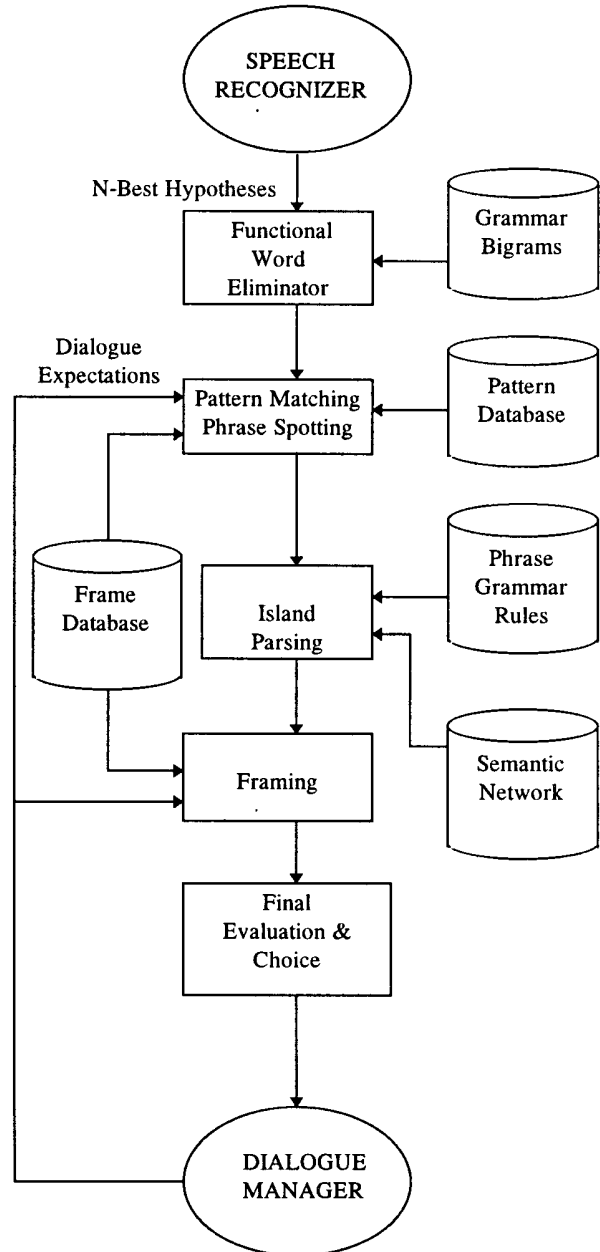 SPEECH
RECOGNIZER
N-Best Hypotheses
Functional
Word
Eliminator
Grammar
Bigrams
Dialogue
Expectations
Pattern Matching
Phrase Spotting
Pattern
Database
Frame
Database
Island
Parsing
Phrase
Grammar
Rules
Framing
Semantic
Network
Final
Evaluation &
Choice
DIALOGUE
MANAGER